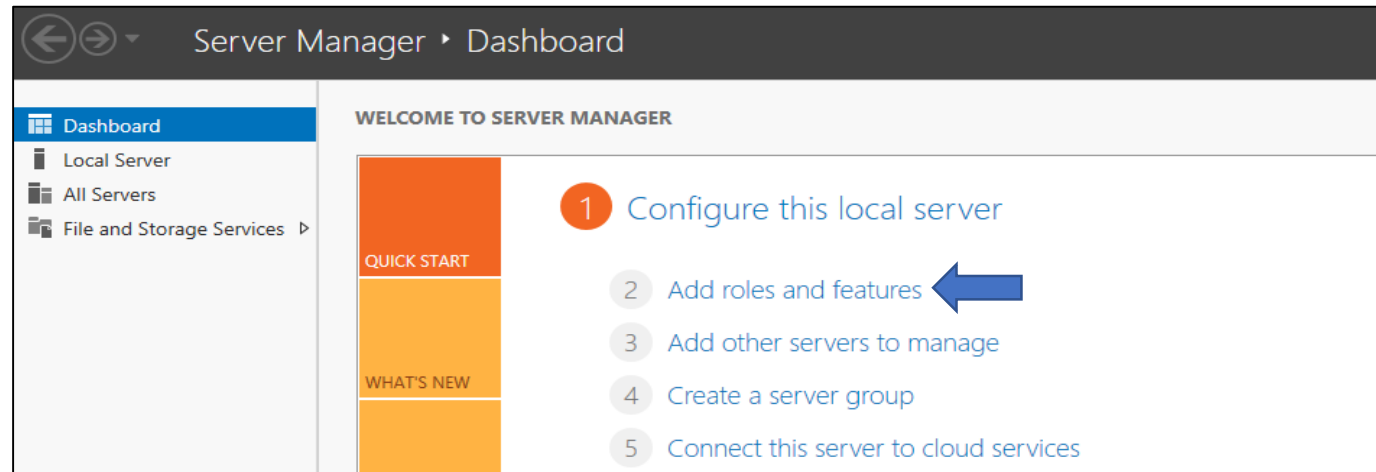 Server Manager ‣ Dashboard
Dashboard
Local Server
All Servers
File and Storage Services
WELCOME TO SERVER MANAGER
QUICK START
WHAT'S NEW
1 Configure this local server
2 Add roles and features
3 Add other servers to manage
4 Create a server group
5 Connect this server to cloud services